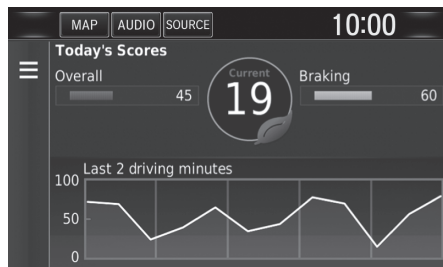 MAP AUDIO SOURCE 10:00
Today's Scores
Overall Current Braking
45 19 60
Last 2 driving minutes
100
50
0